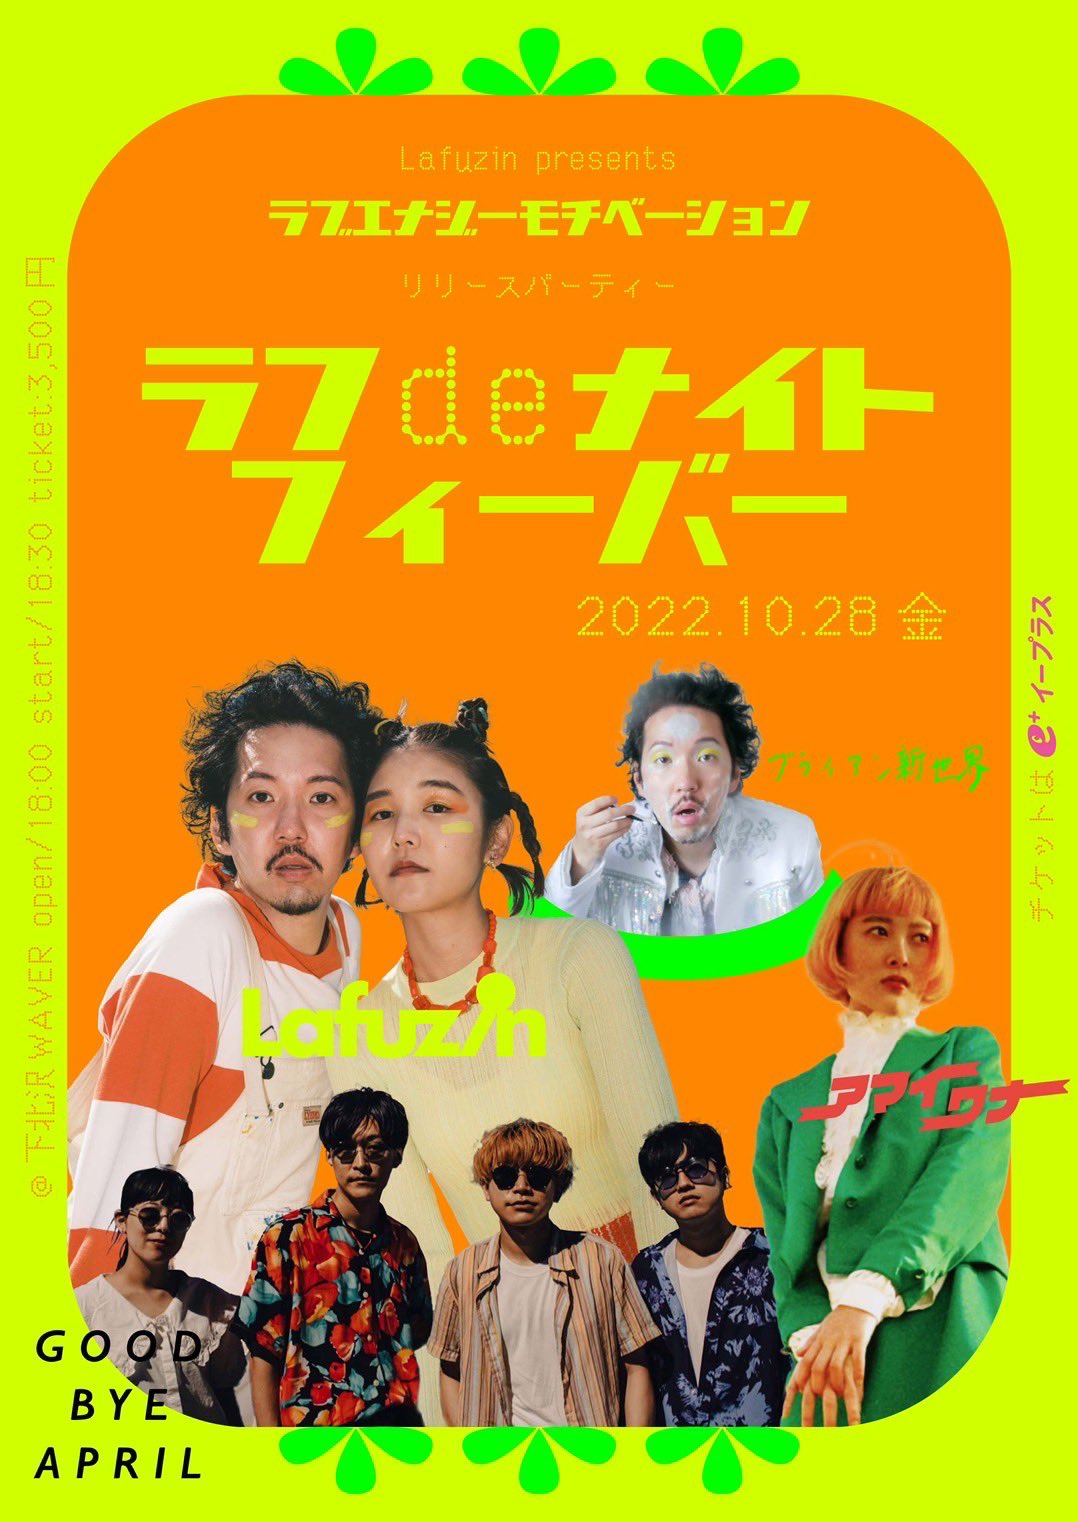 Lafuzin presents
ラブエナジーモチベーション
リリースパーティー
ラフdeナイト
フィーバー
2022.10.28 金
@ 下北沢WAVER open/18:00 start/18:30 ticket:3,500円
チケットは e+イープラス
ブライアン新世界
Lafuzin
アマイワナ
GOOD
BYE
APRIL